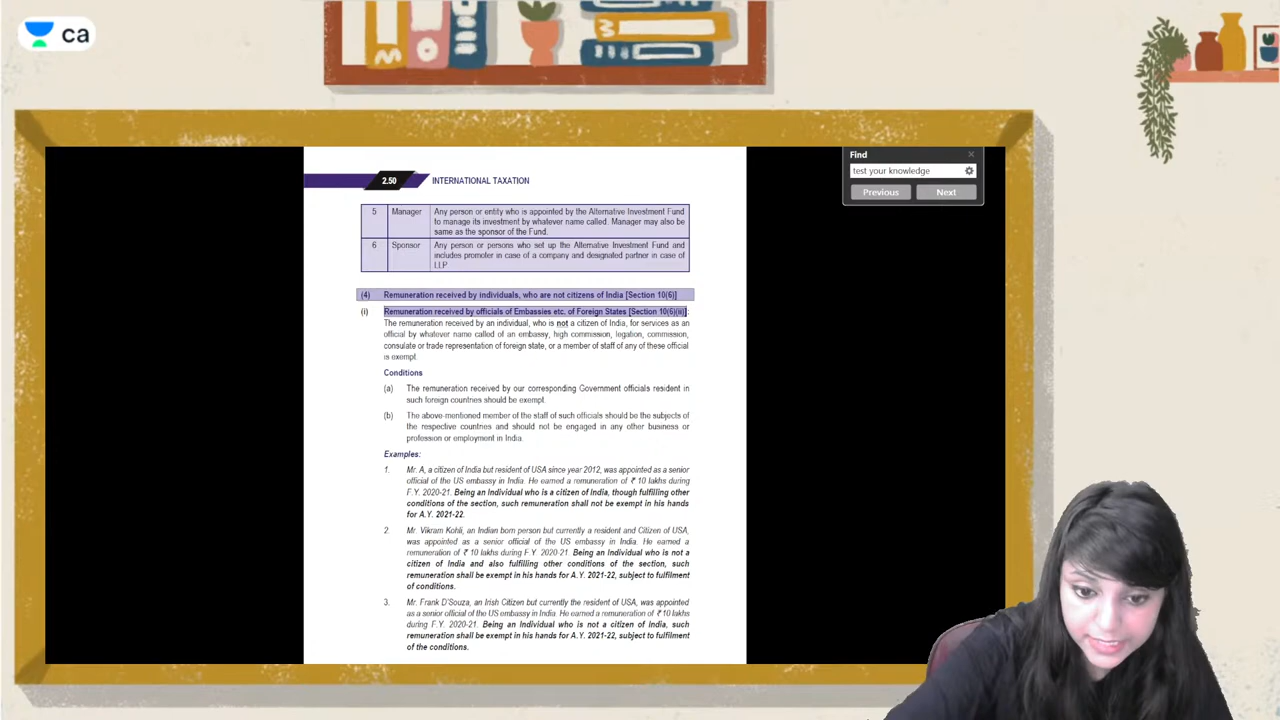 ca
Find
test your knowledge
Previous
Next
2.50
INTERNATIONAL TAXATION
5 Manager Any person or entity who is appointed by the Alternative Investment Fund
to manage its investment by whatever name called. Manager may also be
same as the sponsor of the Fund.
6 Sponsor Any person or persons who set up the Alternative Investment Fund and
includes promoter in case of a company and designated partner in case of
LLP
(4) Remuneration received by individuals, who are not citizens of India [Section 10(6)]
(i) Remuneration received by officials of Embassies etc. of Foreign States [Section 10(6)(ii)]:
The remuneration received by an individual, who is not a citizen of India, for services as an
official by whatever name called of an embassy, high commission, legation, commission,
consulate or trade representation of foreign state, or a member of staff of any of these official
is exempt.
Conditions
(a) The remuneration received by our corresponding Government officials resident in
such foreign countries should be exempt.
(b) The above-mentioned member of the staff of such officials should be the subjects of
the respective countries and should not be engaged in any other business or
profession or employment in India.
Examples:
1. Mr. A, a citizen of India but resident of USA since year 2012, was appointed as a senior
official of the US embassy in India. He earned a remuneration of ₹ 10 lakhs during
F.Y. 2020-21. Being an Individual who is a citizen of India, though fulfilling other
conditions of the section, such remuneration shall not be exempt in his hands
for A.Y. 2021-22.
2. Mr. Vikram Kohli, an Indian born person but currently a resident and Citizen of USA,
was appointed as a senior official of the US embassy in India. He earned a
remuneration of ₹ 10 lakhs during F.Y. 2020-21. Being an Individual who is not a
citizen of India and also fulfilling other conditions of the section, such
remuneration shall be exempt in his hands for A.Y. 2021-22, subject to fulfilment
of conditions.
3. Mr. Frank D'Souza, an Irish Citizen but currently the resident of USA, was appointed
as a senior official of the US embassy in India. He earned a remuneration of ₹ 10 lakhs
during F.Y. 2020-21. Being an Individual who is not a citizen of India, such
remuneration shall be exempt in his hands for A.Y. 2021-22, subject to fulfilment
of the conditions.